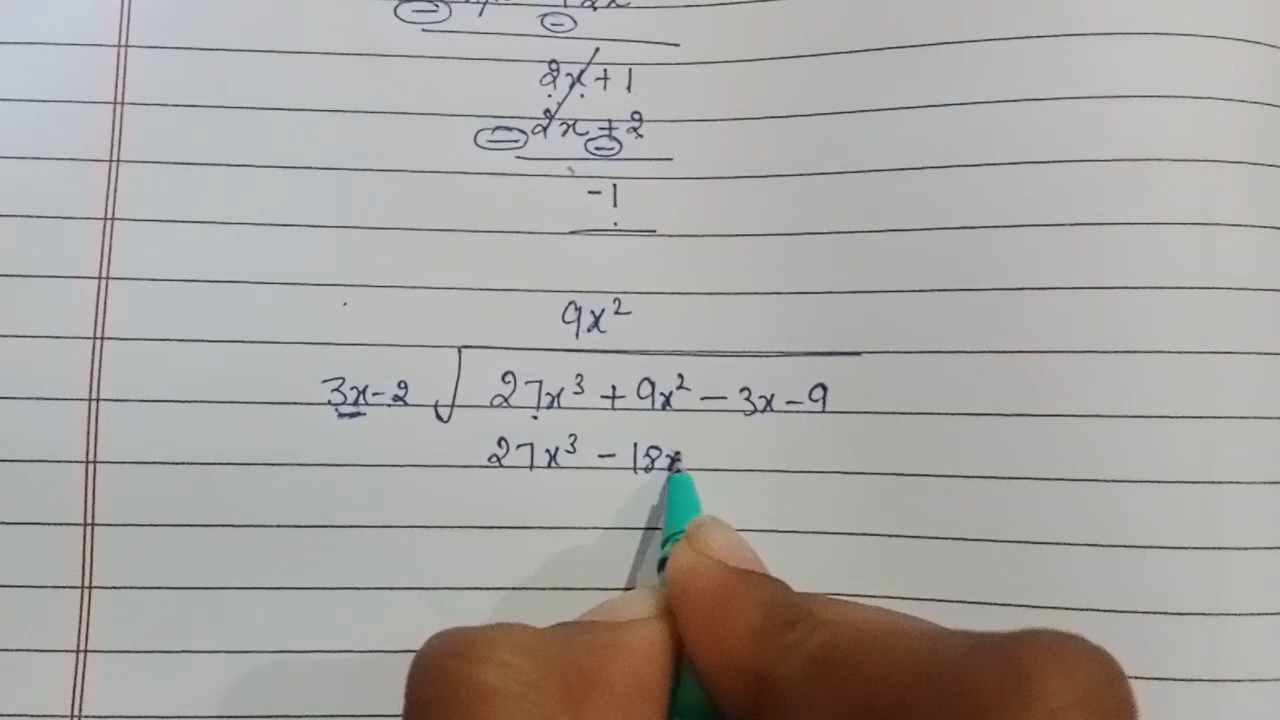 2x + 1
2x + 2
- 1
9x²
3x-2 27x³ + 9x² - 3x - 9
27x³ - 18x